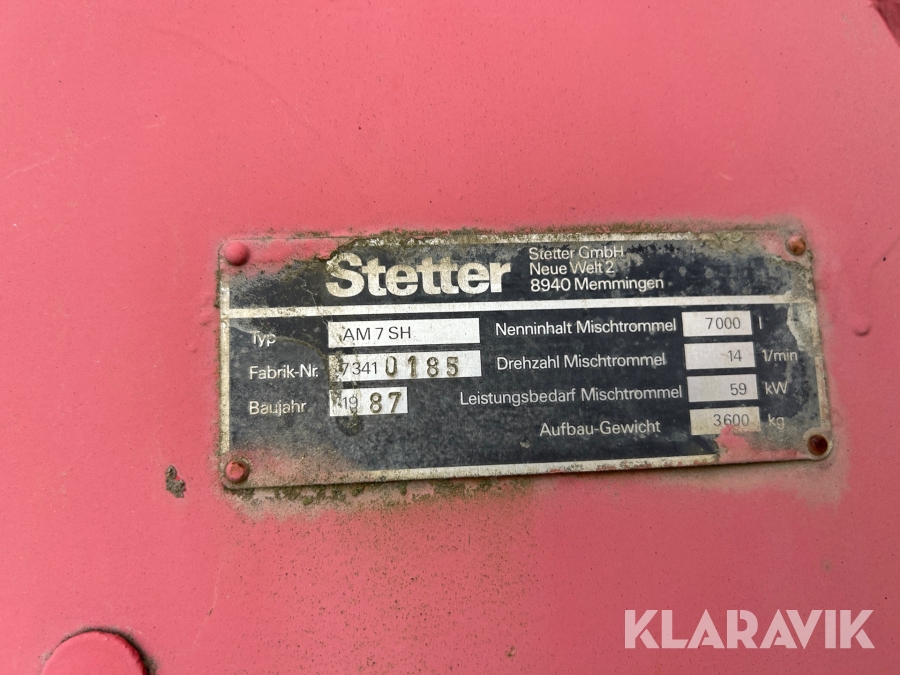 Stetter
Stetter GmbH
Neue Welt 2
8940 Memmingen
Typ AM 7 SH
Fabrik-Nr. 7341 0185
Baujahr 19 87
Nenninhalt Mischtrommel 7000 l
Drehzahl Mischtrommel 14 1/min
Leistungsbedarf Mischtrommel 59 kW
Aufbau-Gewicht 3600 kg
KLARAVIK